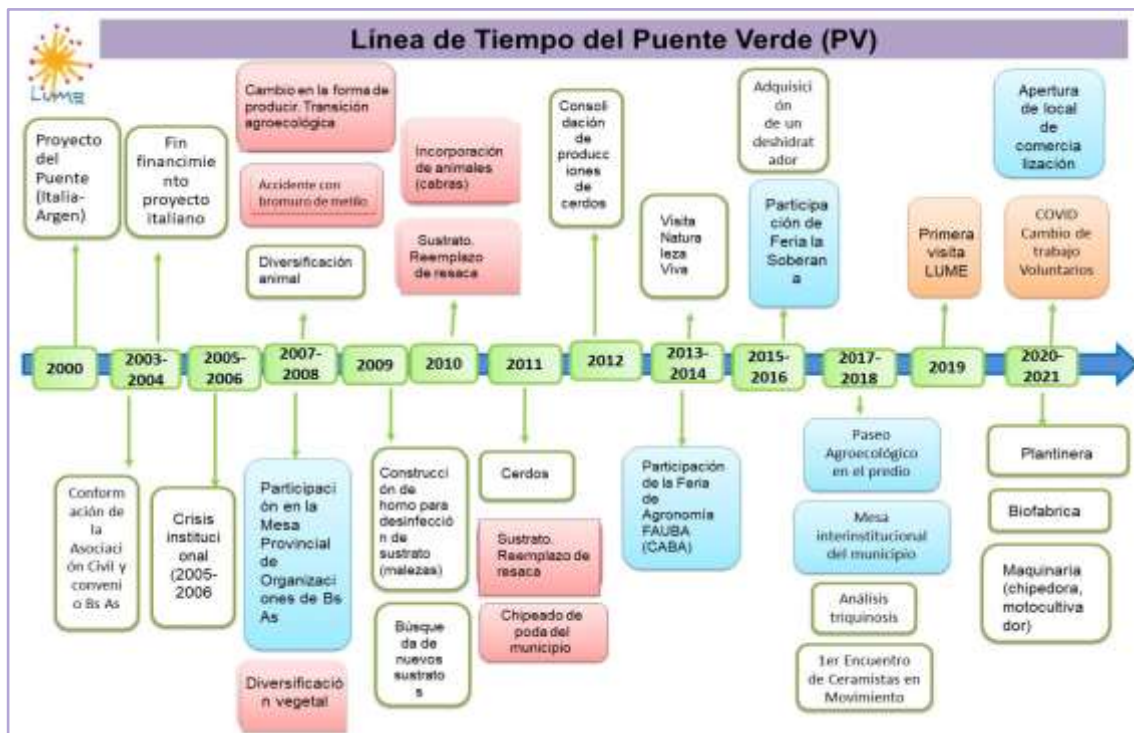 Línea de Tiempo del Puente Verde (PV)
LUME
Proyecto
del
Puente
(Italia-
Argen)
Fin
financimie
nto
proyecto
italiano
Cambio en la forma de
producir. Transición
agroecológica
Accidente con
bromuro de metilo
Diversificación
animal
Incorporación
de animales
(cabras)
Sustrato.
Reemplazo
de resaca
Consoli
dación
de
producc
iones
de
cerdos
Visita
Natura
leza
Viva
Adquisici
ón de un
deshidrat
ador
Particip
ación de
Feria la
Soberan
a
Primera
visita
LUME
Apertura
de local
de
comercia
lización
COVID
Cambio de
trabajo
Voluntarios
2000
2003-
2004
2005-
2006
2007-
2008
2009
2010
2011
2012
2013-
2014
2015-
2016
2017-
2018
2019
2020-
2021
Conform
ación de
la
Asociaci
ón Civil y
conveni
o Bs As
Crisis
instituci
onal
(2005-
2006
Participaci
ón en la
Mesa
Provincial
de
Organizaci
ones de Bs
As
Diversificació
n vegetal
Construcci
ón de
horno para
desinfecció
n de
sustrato
(malezas)
Búsque
da de
nuevos
sustrato
s
Cerdos
Sustrato.
Reemplazo de
resaca
Chipeado de
poda del
municipio
Participación
de la Feria
de
Agronomía
FAUBA
(CABA)
Paseo
Agroecológico
en el predio
Mesa
interinstitucional
del municipio
Análisis
triquinosis
1er Encuentro
de Ceramistas en
Movimiento
Plantinera
Biofabrica
Maquinaria
(chipedora,
motocultiva
dor)